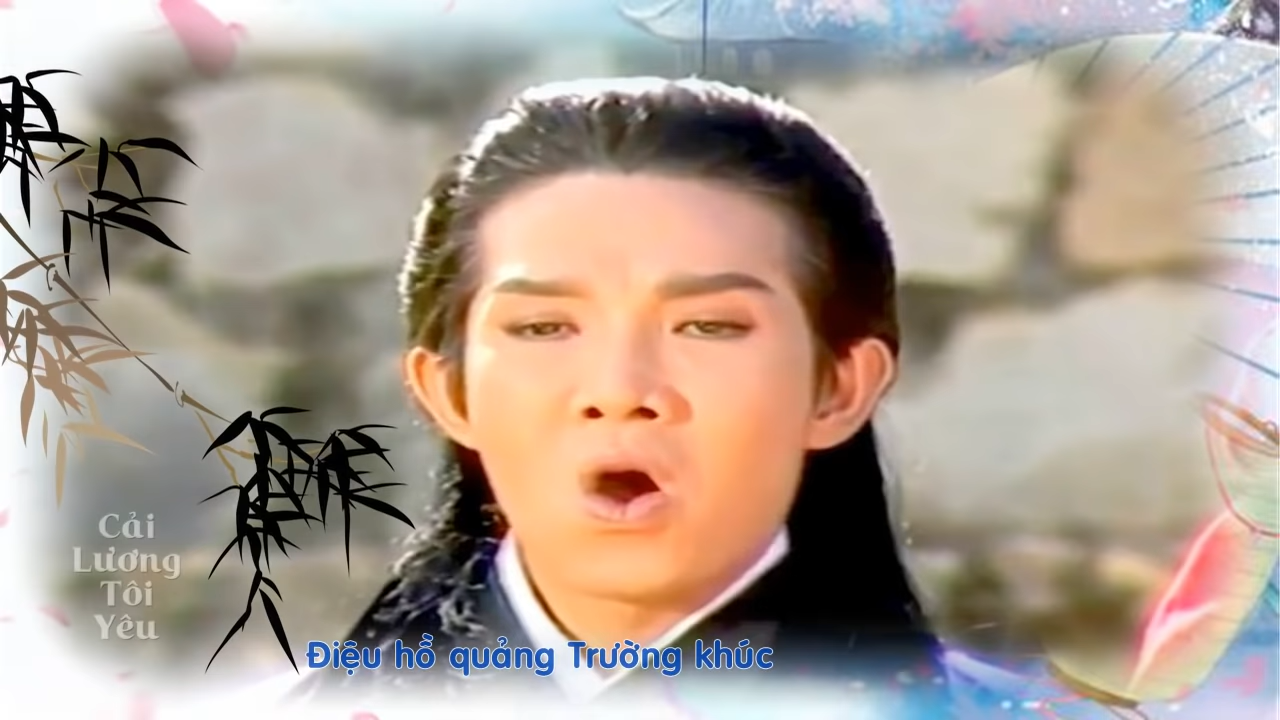 Cải
Lương
Tôi
Yêu
Điệu hồ quảng Trường khúc